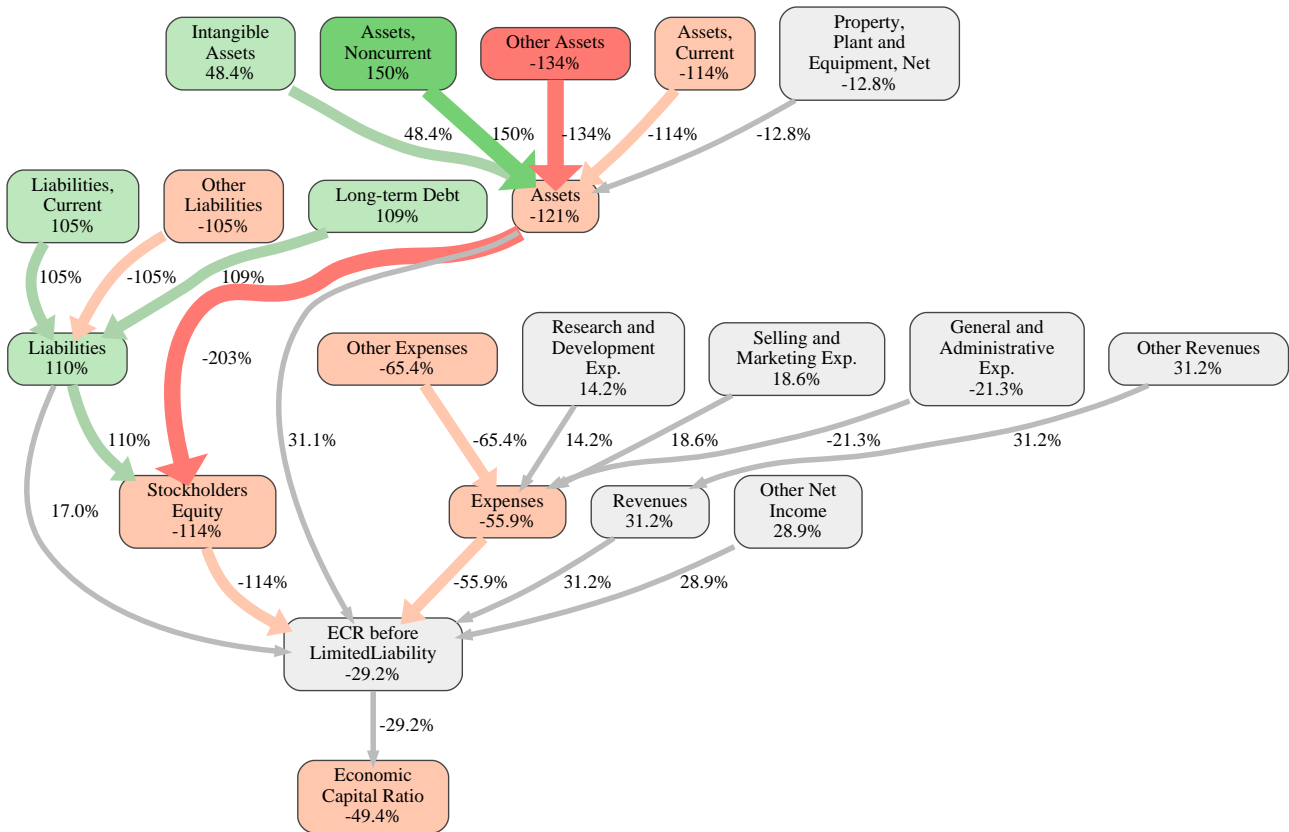 Intangible
Assets
48.4%
Assets,
Noncurrent
150%
Other Assets
-134%
Assets,
Current
-114%
Property,
Plant and
Equipment, Net
-12.8%
48.4%
150%
-134%
-114%
-12.8%
Liabilities,
Current
105%
Other
Liabilities
-105%
Long-term Debt
109%
Assets
-121%
105%
-105%
109%
Liabilities
110%
-203%
Other Expenses
-65.4%
Research and
Development
Exp.
14.2%
Selling and
Marketing Exp.
18.6%
General and
Administrative
Exp.
-21.3%
Other Revenues
31.2%
110%
31.1%
-65.4%
14.2%
18.6%
-21.3%
31.2%
17.0%
Stockholders
Equity
-114%
Expenses
-55.9%
Revenues
31.2%
Other Net
Income
28.9%
-114%
-55.9%
31.2%
28.9%
ECR before
LimitedLiability
-29.2%
-29.2%
Economic
Capital Ratio
-49.4%